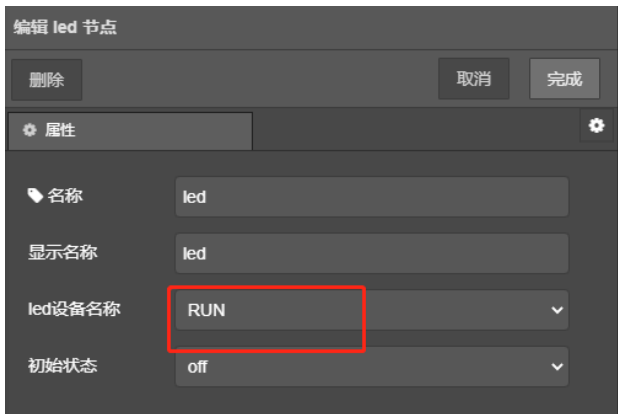 编辑 led 节点
删除 取消 完成
属性
名称 led
显示名称 led
led设备名称 RUN
初始状态 off